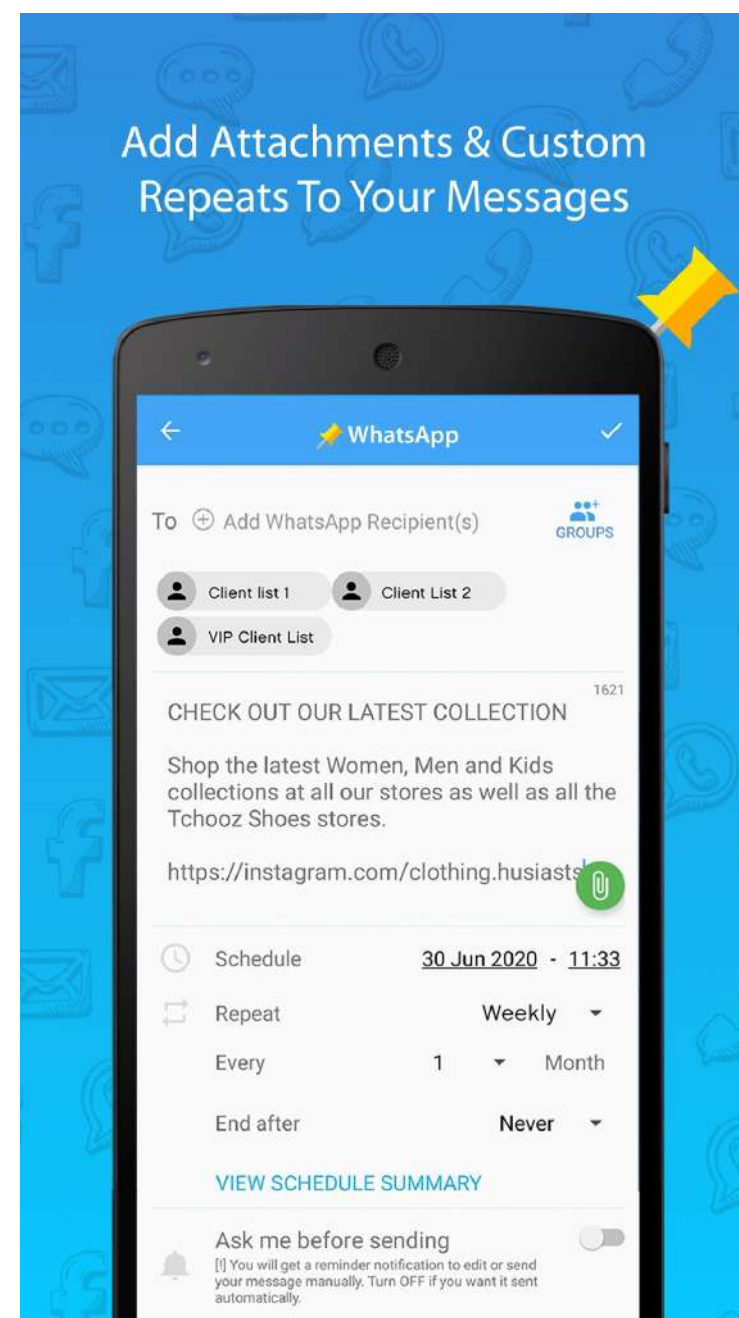 Add Attachments & Custom
Repeats To Your Messages
WhatsApp
To Add WhatsApp Recipient(s)
GROUPS
Client list 1 Client List 2
VIP Client List
1621
CHECK OUT OUR LATEST COLLECTION
Shop the latest Women, Men and Kids
collections at all our stores as well as all the
Tchooz Shoes stores.
https://instagram.com/clothing.husiasts
Schedule 30 Jun 2020 - 11:33
Repeat Weekly
Every 1 Month
End after Never
VIEW SCHEDULE SUMMARY
Ask me before sending
[!] You will get a reminder notification to edit or send
your message manually. Turn OFF if you want it sent
automatically.